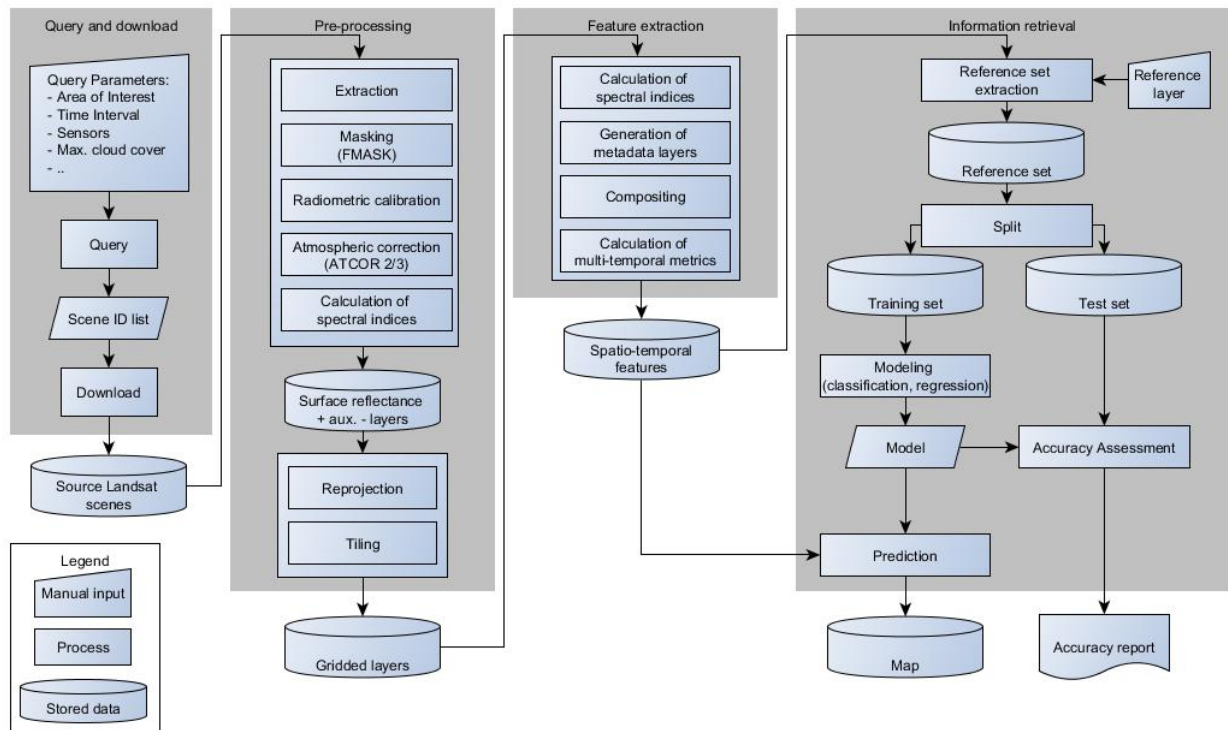 Query and download
Query Parameters:
- Area of Interest
- Time Interval
- Sensors
- Max. cloud cover
- ..
Query
Scene ID list
Download
Source Landsat
scenes
Legend
Manual input
Process
Stored data
Pre-processing
Extraction
Masking
(FMASK)
Radiometric calibration
Atmospheric correction
(ATCOR 2/3)
Calculation of
spectral indices
Surface reflectance
+ aux. - layers
Reprojection
Tiling
Gridded layers
Feature extraction
Calculation of
spectral indices
Generation of
metadata layers
Compositing
Calculation of
multi-temporal metrics
Spatio-temporal
features
Information retrieval
Reference set
extraction
Reference
layer
Reference set
Split
Training set
Test set
Modeling
(classification, regression)
Model
Accuracy Assessment
Prediction
Map
Accuracy report